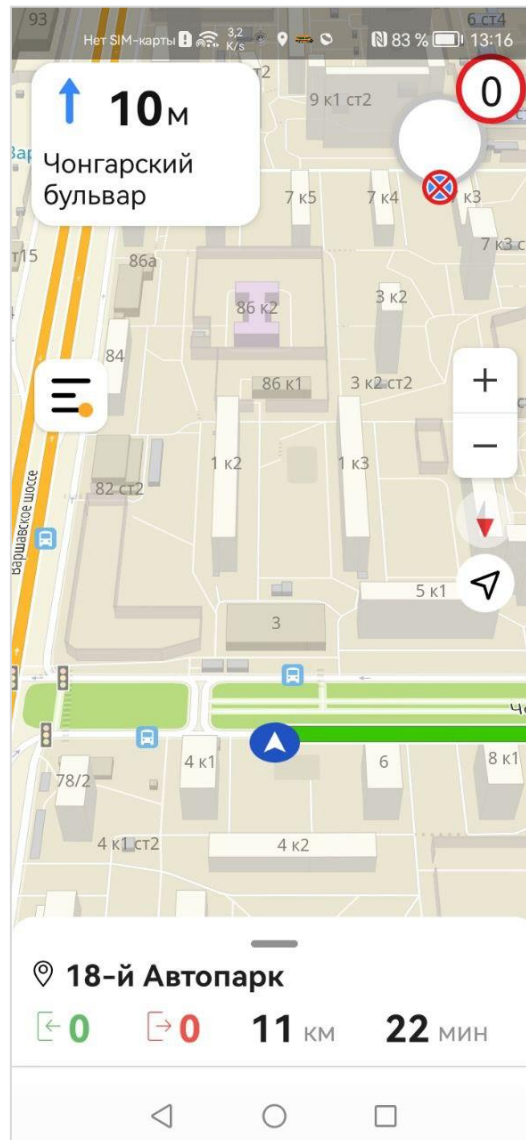 93
6 ст4
Нет SIM-карты
3,2
K/s
83 %
13:16
т2
0
10 м
Чонгарский
бульвар
9 к1 ст2
Вар
7 к5
7 к4
к3
7 к3 с
т15
86а
86 к2
3 к2
84
86 к1
3 к2 ст2
+
−
1 к2
1 к3
82 ст2
Варшавское шоссе
5 к1
3
Че
4 к1
6
8 к1
78/2
4 к1 ст2
4 к2
18-й Автопарк
0
0
11 км
22 мин